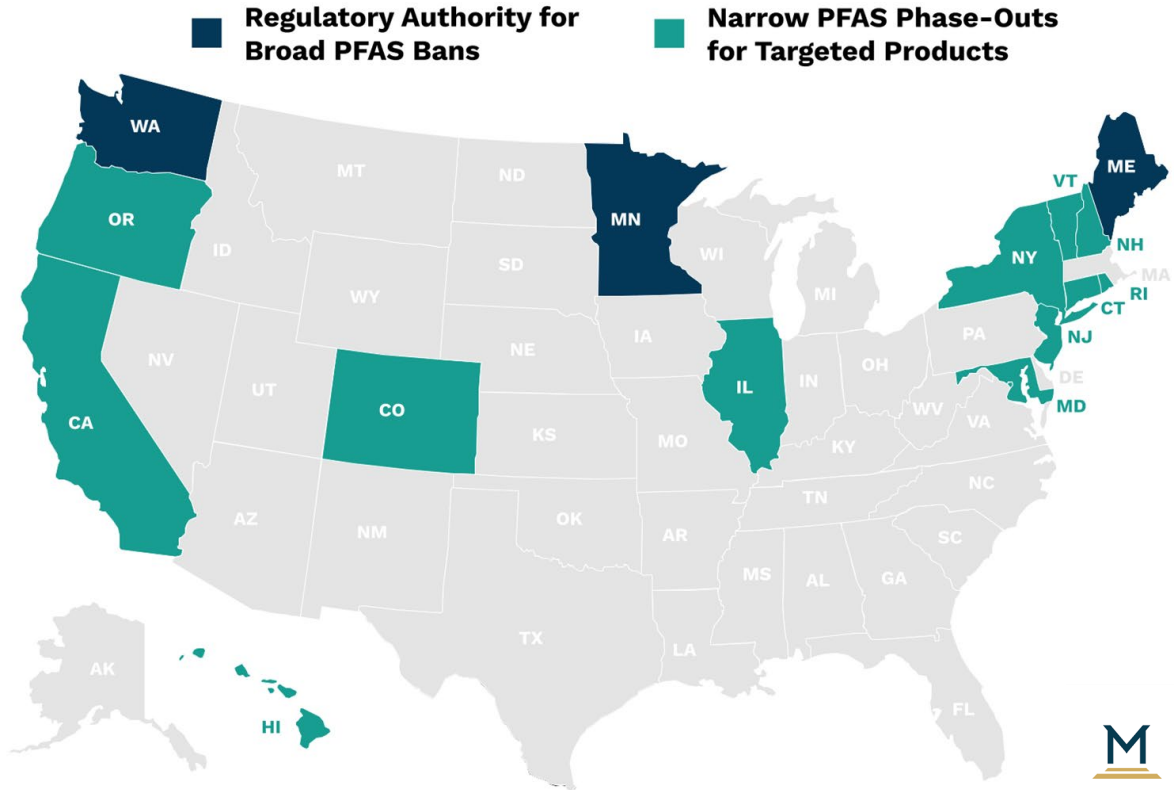 Regulatory Authority for
Broad PFAS Bans
Narrow PFAS Phase-Outs
for Targeted Products
WA
MT
ND
MN
ME
VT
OR
ID
SD
WI
NY
NH
MA
WY
MI
RI
CT
IA
PA
NJ
NV
NE
OH
UT
CO
IL
IN
DE
MD
CA
KS
MO
WV
VA
KY
AZ
NM
OK
TN
NC
AR
SC
MS
AL
GA
TX
LA
AK
HI
FL
M